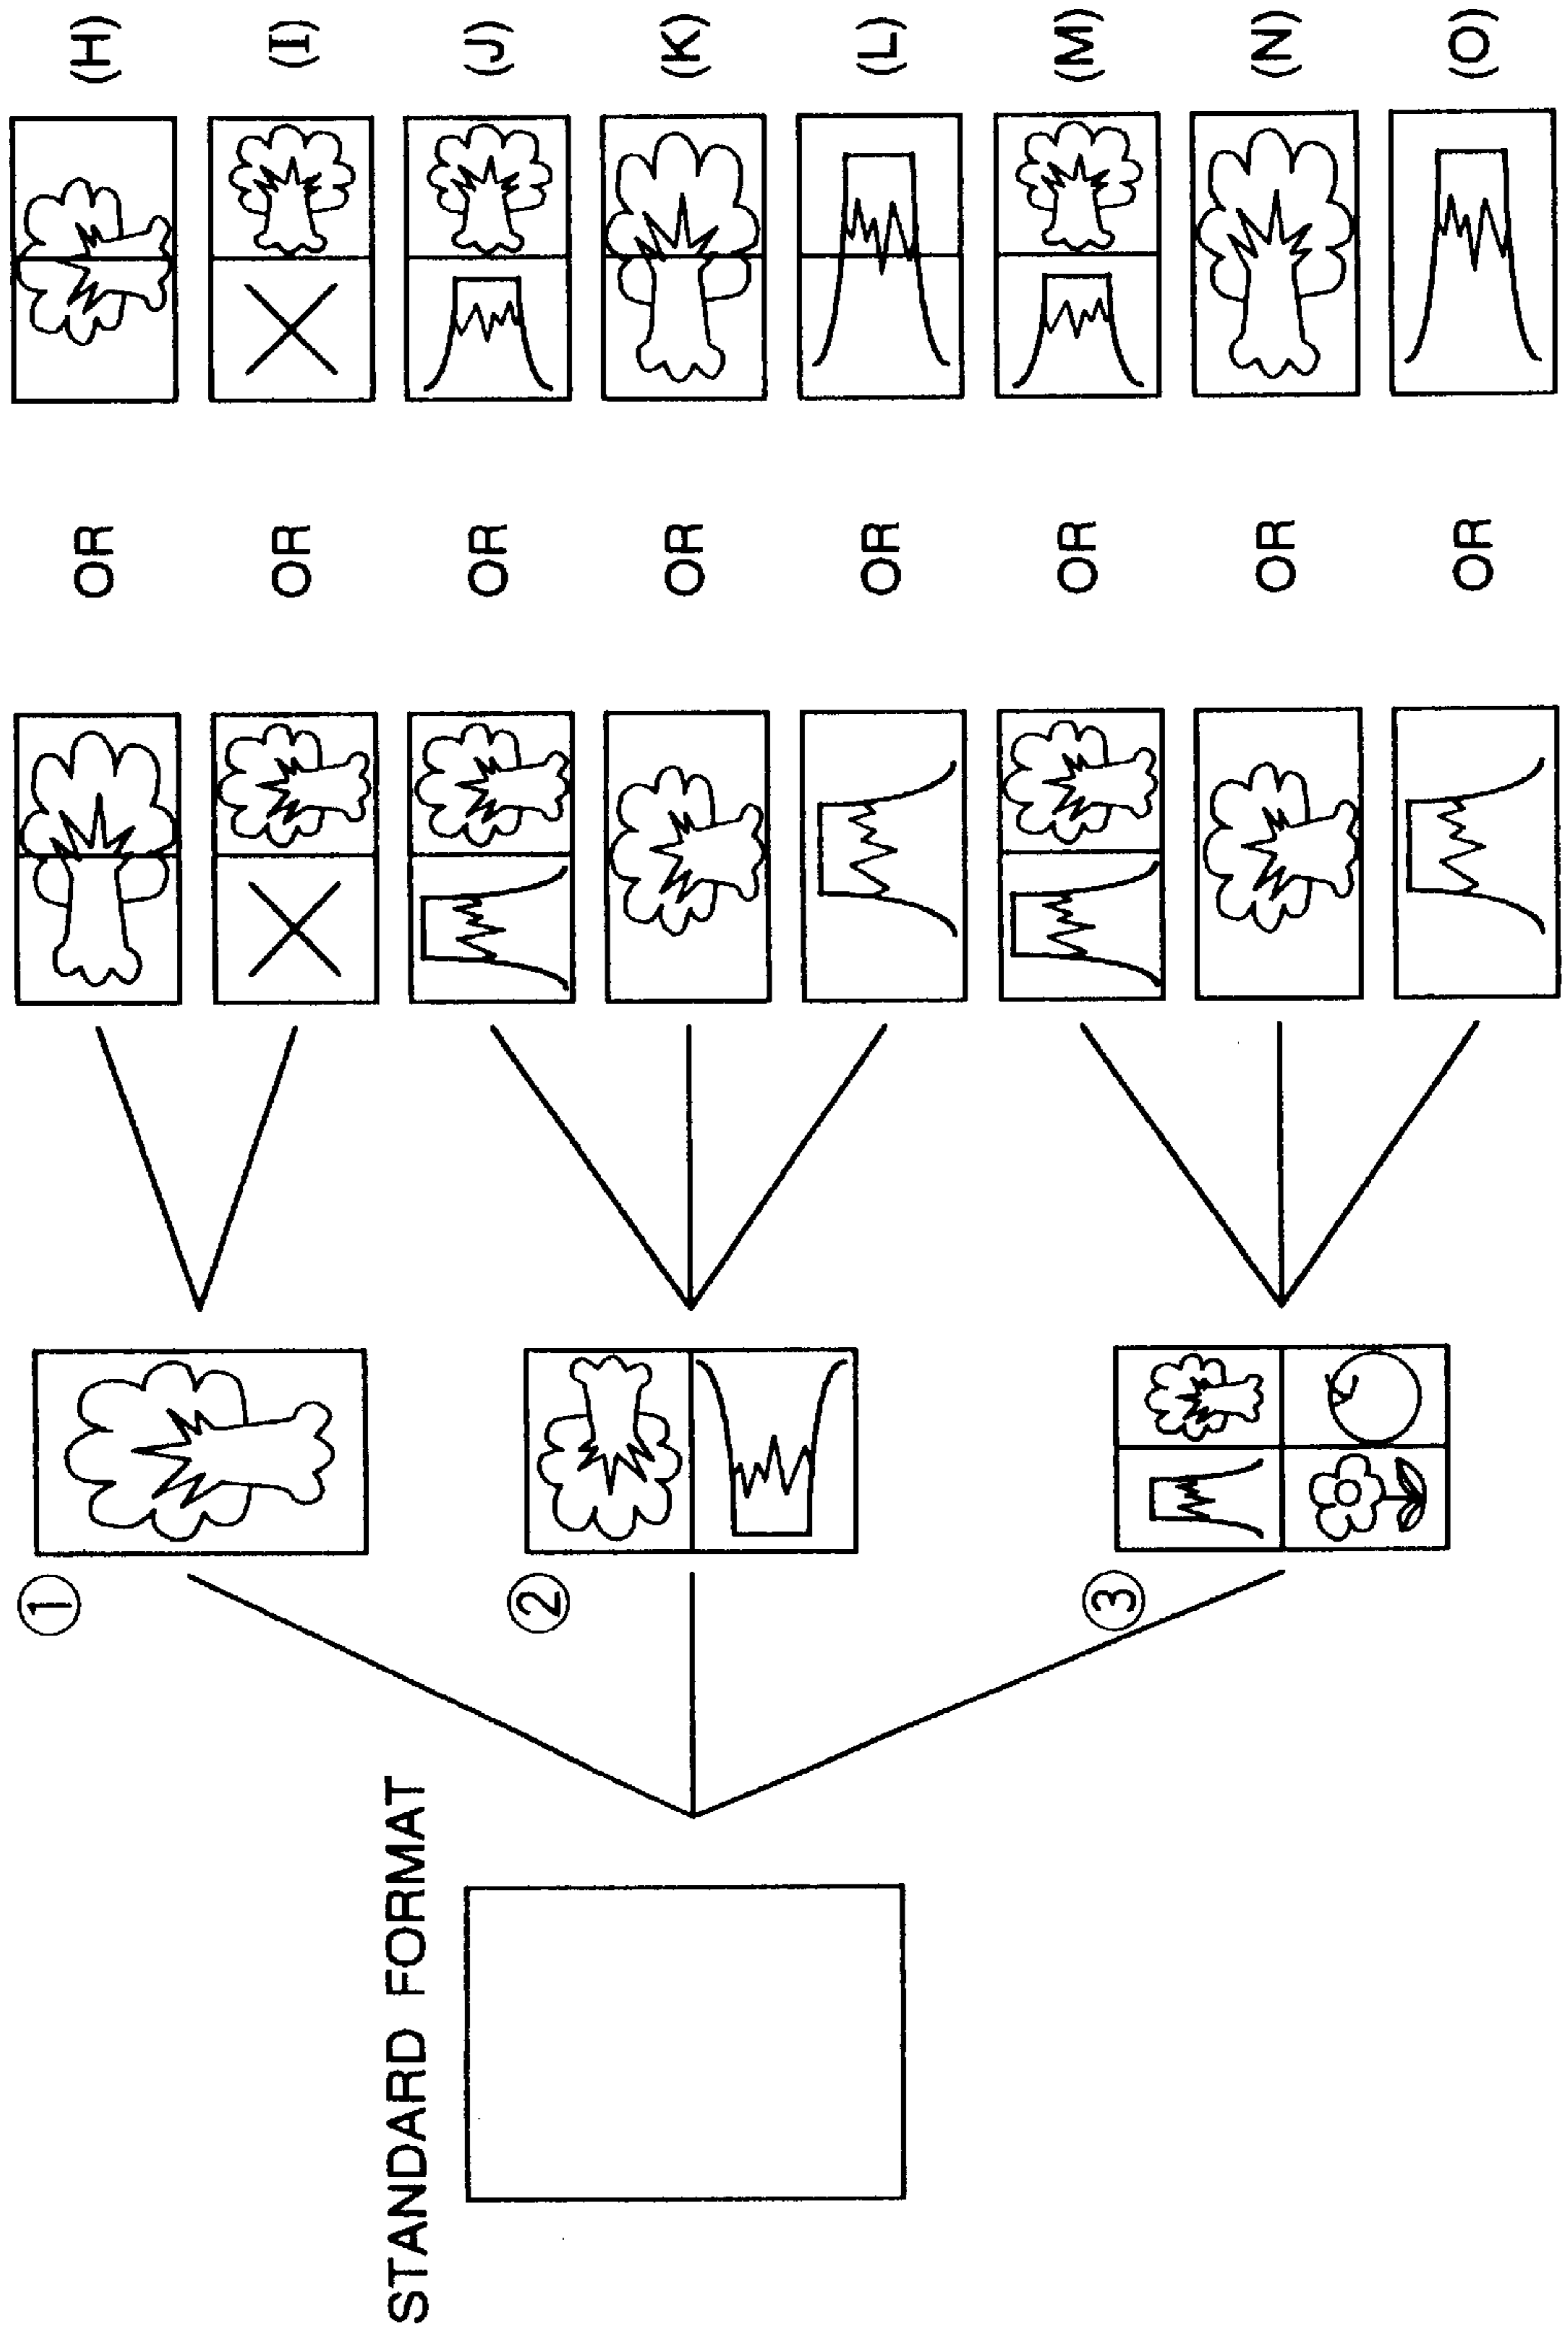 STANDARD FORMAT
①
②
③
OR (H)
OR (I)
OR (J)
OR (K)
OR (L)
OR (M)
OR (N)
OR (O)